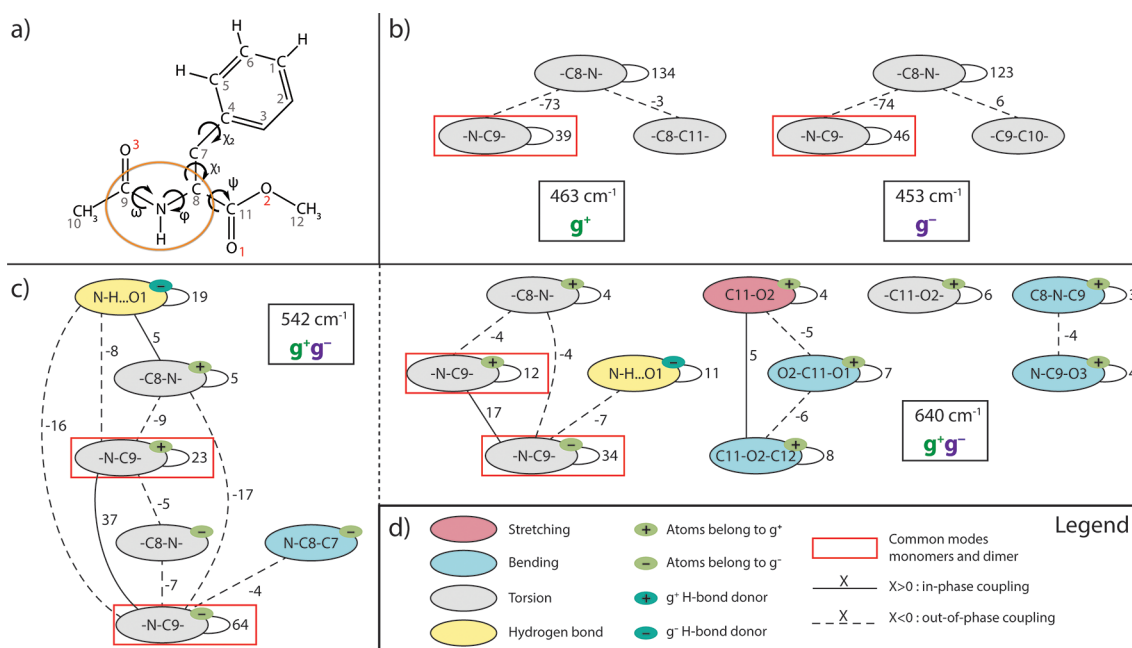 a)
H
H
C
6
C
1
H
C
5
C
2
4
C
C
3
χ₂
O
3
C
7
χ₁
ψ
C
9
ω
N
φ
C
8
C
11
O
2
CH₃
10
CH₃
12
H
O
1
b)
-C8-N-
134
-73
-3
-N-C9-
39
-C8-C11-
463 cm⁻¹
g⁺
-C8-N-
123
-74
6
-N-C9-
46
-C9-C10-
453 cm⁻¹
g⁻
c)
N-H...O1
−
19
542 cm⁻¹
g⁺g⁻
5
-8
-C8-N-
+
5
-16
-9
-N-C9-
+
23
-17
37
-5
-C8-N-
−
N-C8-C7
−
-7
-4
-N-C9-
−
64
-C8-N-
+
4
-4
-4
-N-C9-
+
12
N-H...O1
−
11
17
-7
-N-C9-
−
34
C11-O2
+
4
-5
5
O2-C11-O1
+
7
-6
C11-O2-C12
+
8
-C11-O2-
+
6
C8-N-C9
+
3
-4
N-C9-O3
+
4
640 cm⁻¹
g⁺g⁻
d)
Legend
Stretching
Bending
Torsion
Hydrogen bond
+ Atoms belong to g⁺
− Atoms belong to g⁻
+ g⁺ H-bond donor
− g⁻ H-bond donor
Common modes
monomers and dimer
X
X>0 : in-phase coupling
X
X<0 : out-of-phase coupling